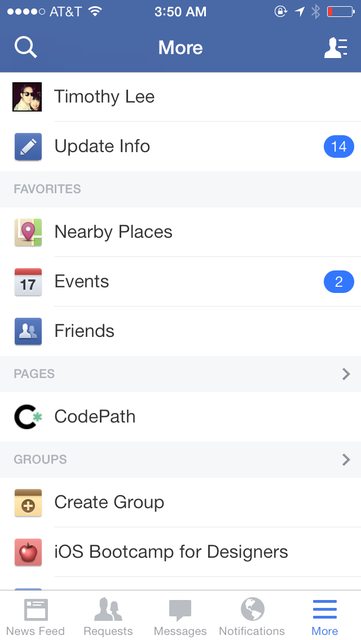 AT&T 3:50 AM
More
Timothy Lee
Update Info 14
FAVORITES
Nearby Places
17 Events 2
Friends
PAGES
C* CodePath
GROUPS
Create Group
iOS Bootcamp for Designers
News Feed Requests Messages Notifications More